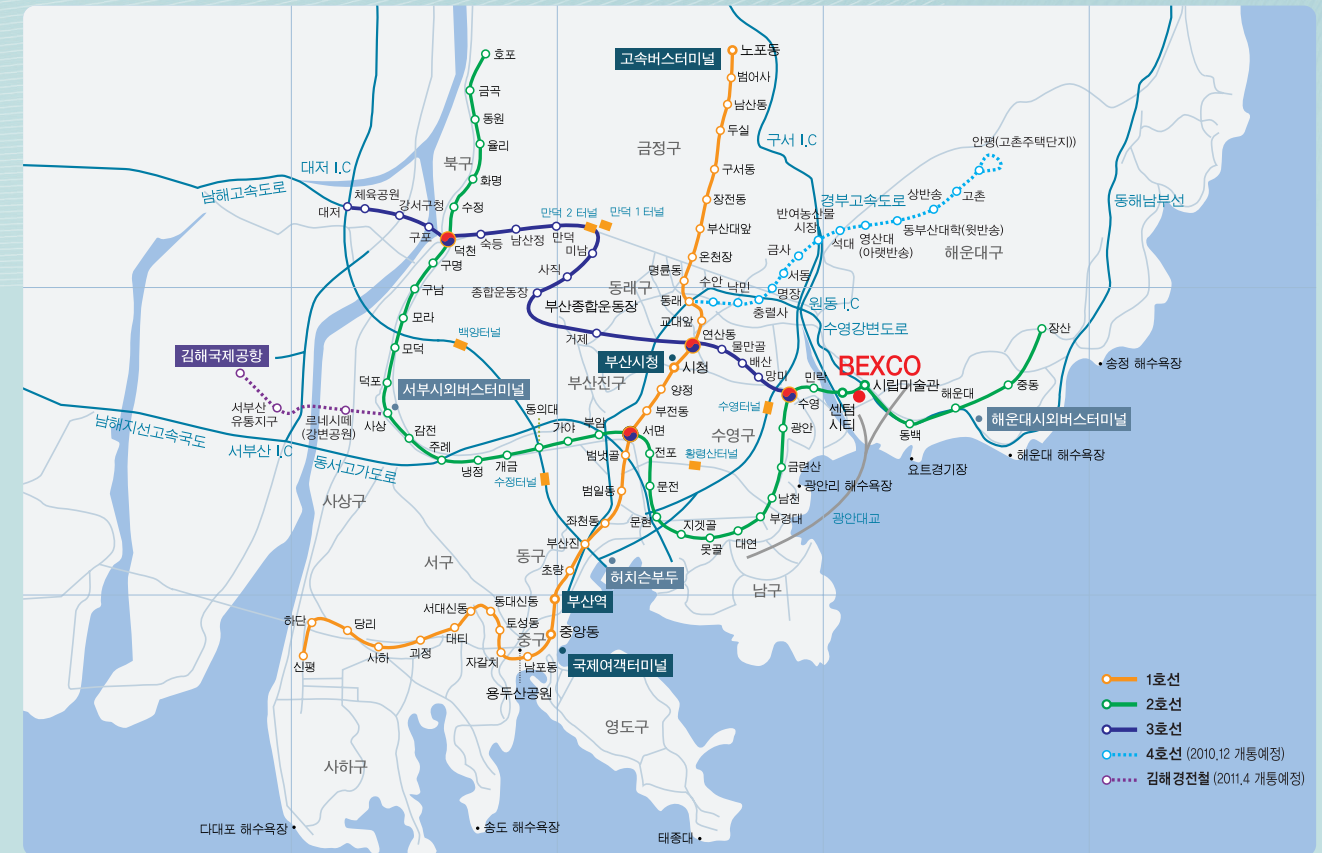 호포
금곡
동원
율리
화명
수정
북구
고속버스터미널
노포동
범어사
남산동
두실
구서동
장전동
부산대앞
온천장
명륜동
금정구
구서 I.C
안평(고촌주택단지))
대저 I.C
남해고속도로
체육공원
강서구청
대저
구포
덕천
숙등
남산정
만덕
만덕 2 터널
만덕 1 터널
미남
사직
종합운동장
부산종합운동장
동래구
경부고속도로
반여농산물
시장
상반송
고촌
동해남부선
석대
영산대
(아랫반송)
동부산대학(윗반송)
해운대구
금사
서동
명장
수안
낙민
동래
충렬사
교대앞
원동 I.C
수영강변도로
구명
구남
모라
모덕
덕포
백양터널
거제
연산동
물만골
배산
망미
부산시청
시청
양정
부전동
부산진구
BEXCO
시립미술관
장산
송정 해수욕장
김해국제공항
서부시외버스터미널
서부산
유통지구
르네시떼
(강변공원)
사상
감전
주례
냉정
개금
동의대
가야
부암
서면
수영터널
수영
민락
센텀
시티
해운대
중동
해운대시외버스터미널
동백
해운대 해수욕장
요트경기장
남해지선고속국도
서부산 I.C
동서고가도로
수정터널
범냇골
전포
황령산터널
수영구
광안
금련산
광안리 해수욕장
남천
사상구
범일동
문전
좌천동
문현
지겟골
못골
대연
부경대
광안대교
부산진
서구
동구
초량
허치슨부두
남구
부산역
하단
당리
서대신동
동대신동
토성동
중구
중앙동
신평
사하
괴정
대티
자갈치
남포동
국제여객터미널
용두산공원
영도구
사하구
다대포 해수욕장
송도 해수욕장
태종대
1호선
2호선
3호선
4호선 (2010.12 개통예정)
김해경전철 (2011.4 개통예정)